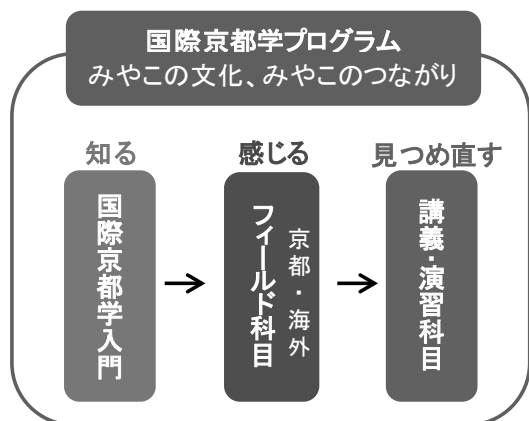 国際京都学プログラム
みやこの文化、みやこのつながり
知る
国際京都学入門
感じる
フィールド科目
京都・海外
見つめ直す
講義・演習科目